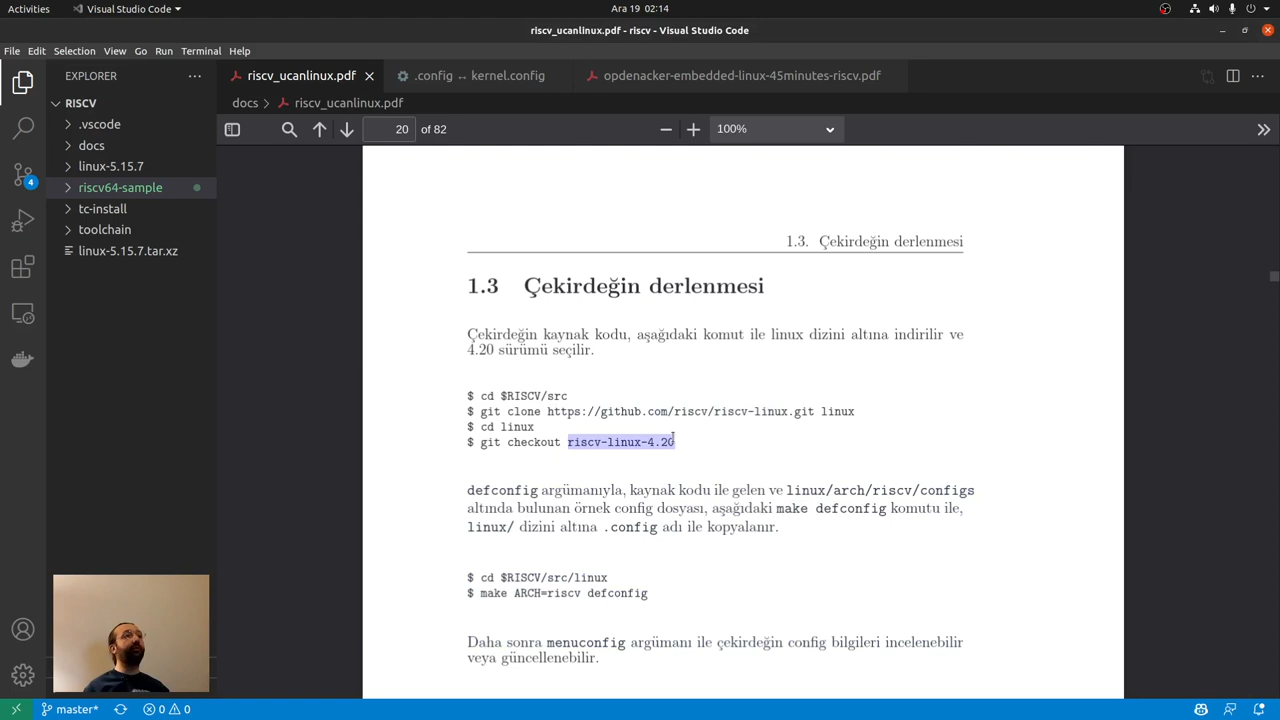 Activities
Visual Studio Code
Ara 19 02:14
riscv_ucanlinux.pdf - riscv - Visual Studio Code
File Edit Selection View Go Run Terminal Help
EXPLORER
riscv_ucanlinux.pdf
.config ↔ kernel.config
opdenacker-embedded-linux-45minutes-riscv.pdf
RISCV
docs > riscv_ucanlinux.pdf
.vscode
docs
linux-5.15.7
riscv64-sample
tc-install
toolchain
linux-5.15.7.tar.xz
4
20 of 82
100%
1.3. Çekirdeğin derlenmesi
1.3 Çekirdeğin derlenmesi
Çekirdeğin kaynak kodu, aşağıdaki komut ile linux dizini altına indirilir ve
4.20 sürümü seçilir.
$ cd $RISCV/src
$ git clone https://github.com/riscv/riscv-linux.git linux
$ cd linux
$ git checkout riscv-linux-4.20
defconfig argümanıyla, kaynak kodu ile gelen ve linux/arch/riscv/configs
altında bulunan örnek config dosyası, aşağıdaki make defconfig komutu ile,
linux/ dizini altına .config adı ile kopyalanır.
$ cd $RISCV/src/linux
$ make ARCH=riscv defconfig
Daha sonra menuconfig argümanı ile çekirdeğin config bilgileri incelenebilir
veya güncellenebilir.
master*
0
0